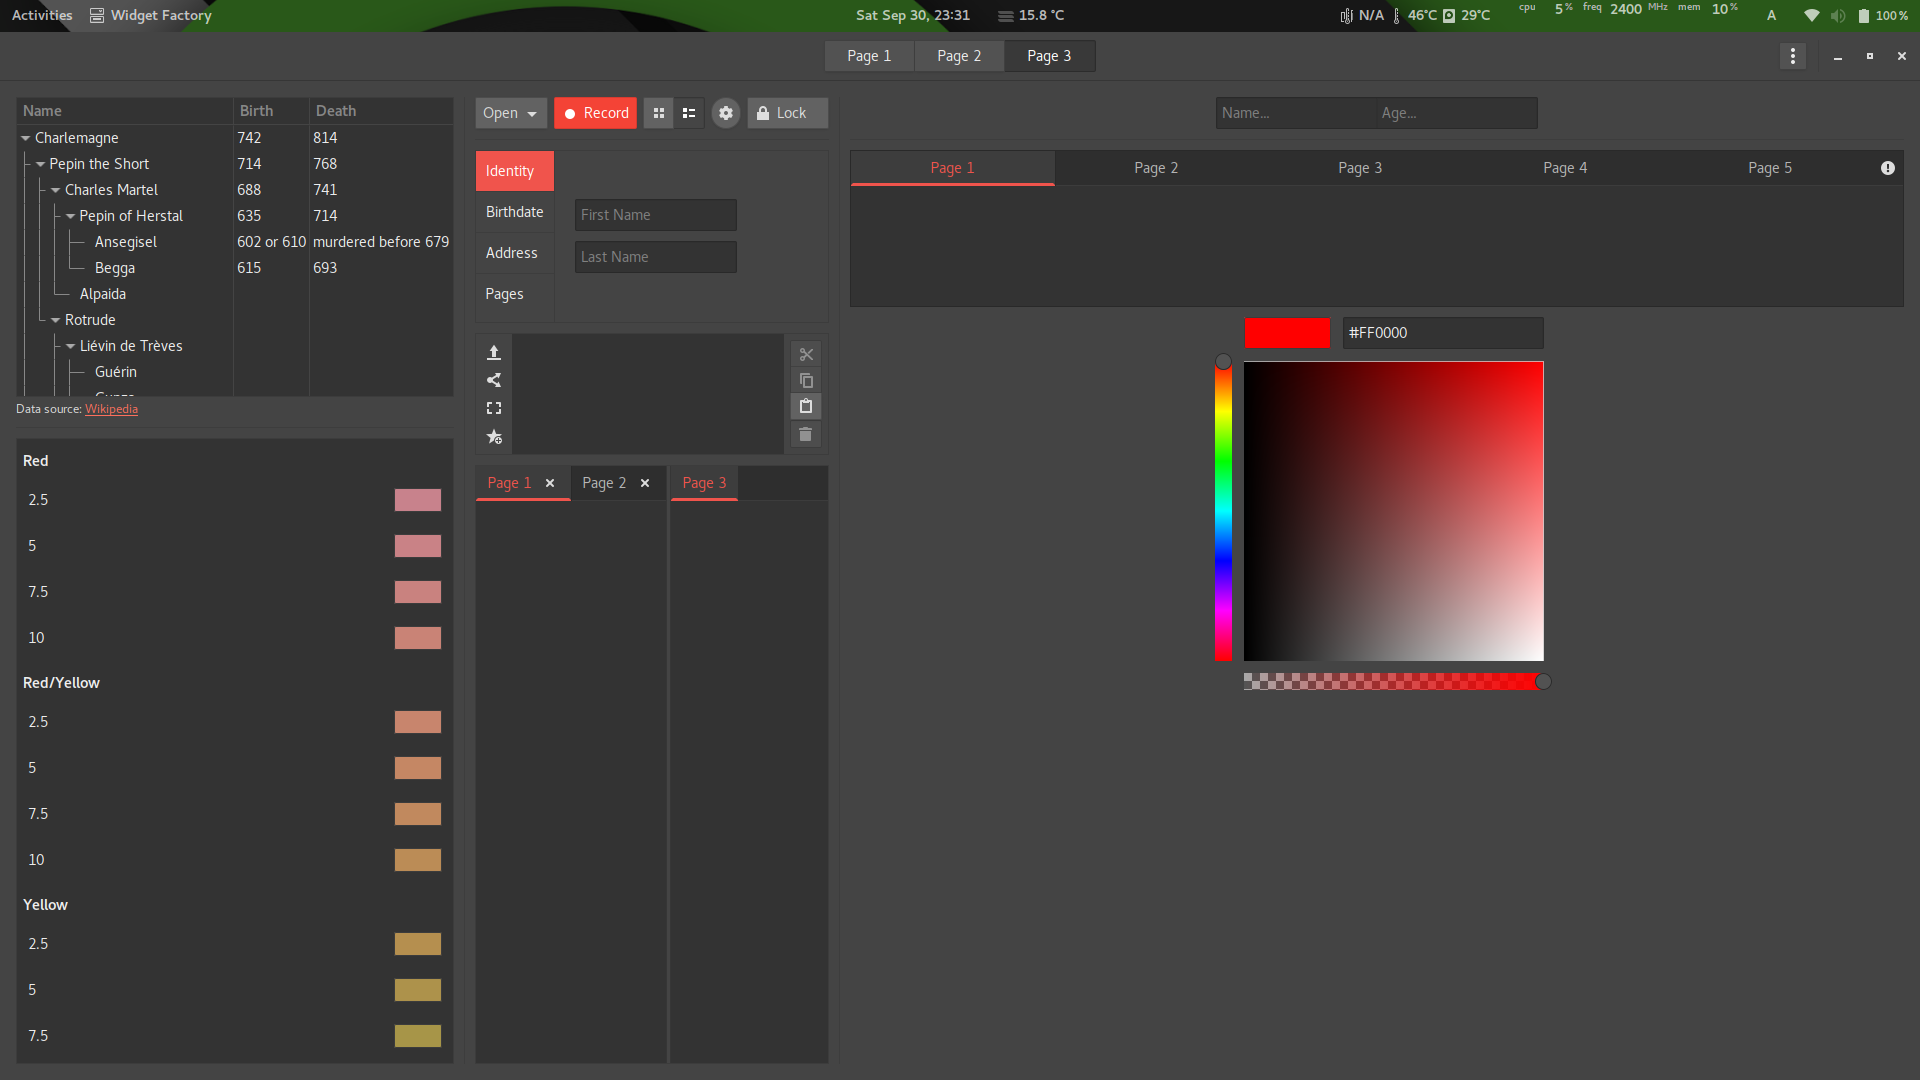 Activities Widget Factory Sat Sep 30, 23:31 15.8 °C N/A 46°C 29°C cpu 5% freq 2400 MHz mem 10% A 100%
Page 1 Page 2 Page 3
Name Birth Death
Charlemagne 742 814
Pepin the Short 714 768
Charles Martel 688 741
Pepin of Herstal 635 714
Ansegisel 602 or 610 murdered before 679
Begga 615 693
Alpaida
Rotrude
Liévin de Trèves
Guérin
Data source: Wikipedia
Red
2.5
5
7.5
10
Red/Yellow
2.5
5
7.5
10
Yellow
2.5
5
7.5
Open Record Lock
Identity
Birthdate
Address
Pages
First Name
Last Name
Page 1 Page 2 Page 3
Name... Age...
Page 1 Page 2 Page 3 Page 4 Page 5
#FF0000